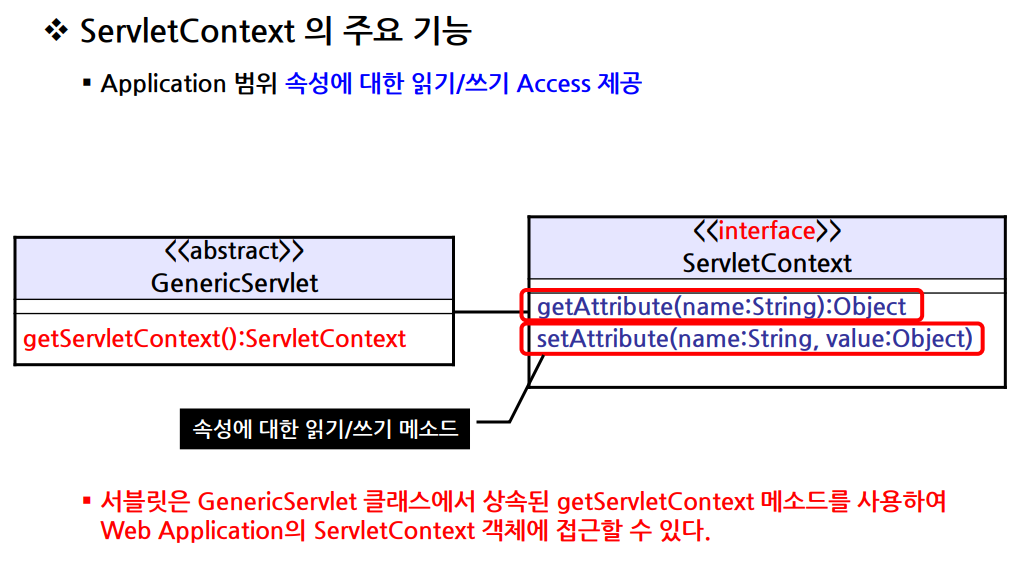 ❖ ServletContext 의 주요 기능
▪ Application 범위 속성에 대한 읽기/쓰기 Access 제공
<<abstract>>
GenericServlet
getServletContext():ServletContext
<<interface>>
ServletContext
getAttribute(name:String):Object
setAttribute(name:String, value:Object)
속성에 대한 읽기/쓰기 메소드
▪ 서블릿은 GenericServlet 클래스에서 상속된 getServletContext 메소드를 사용하여
Web Application의 ServletContext 객체에 접근할 수 있다.